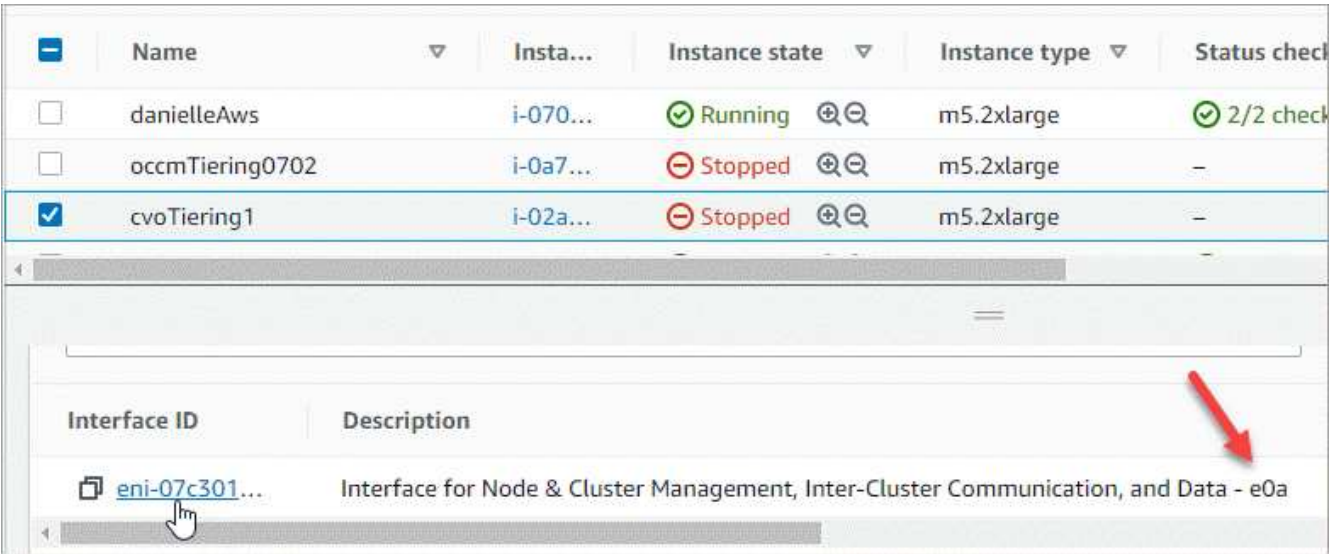 Name Insta... Instance state Instance type Status check
danielleAws i-070... Running m5.2xlarge 2/2 check
occmTiering0702 i-0a7... Stopped m5.2xlarge –
cvoTiering1 i-02a... Stopped m5.2xlarge –
Interface ID Description
eni-07c301... Interface for Node & Cluster Management, Inter-Cluster Communication, and Data - e0a